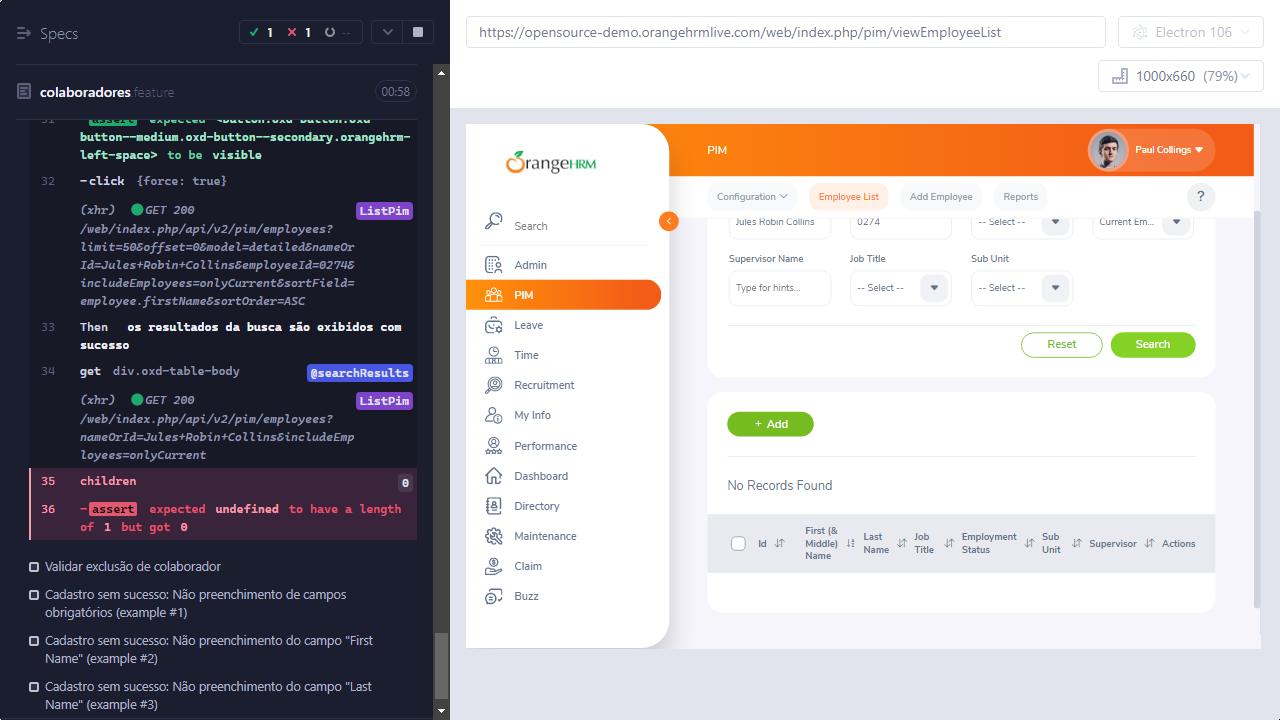 Specs
1
1
--
colaboradores.feature
00:58
31 -assert expected <button.oxd-button.oxd-
button--medium.oxd-button--secondary.orangehrm-
left-space> to be visible
32 -click {force: true}
(xhr) GET 200 ListPim
/web/index.php/api/v2/pim/employees?
limit=50&offset=0&model=detailed&nameOr
Id=Jules+Robin+Collins&employeeId=0274&
includeEmployees=onlyCurrent&sortField=
employee.firstName&sortOrder=ASC
33 Then os resultados da busca são exibidos com
sucesso
34 get div.oxd-table-body @searchResults
(xhr) GET 200 ListPim
/web/index.php/api/v2/pim/employees?
nameOrId=Jules+Robin+Collins&includeEmp
loyees=onlyCurrent
35 children 0
36 -assert expected undefined to have a length
of 1 but got 0
Validar exclusão de colaborador
Cadastro sem sucesso: Não preenchimento de campos
obrigatórios (example #1)
Cadastro sem sucesso: Não preenchimento do campo "First
Name" (example #2)
Cadastro sem sucesso: Não preenchimento do campo "Last
Name" (example #3)
https://opensource-demo.orangehrmlive.com/web/index.php/pim/viewEmployeeList
Electron 106
1000x660 (79%)
OrangeHRM
Search
Admin
PIM
Leave
Time
Recruitment
My Info
Performance
Dashboard
Directory
Maintenance
Claim
Buzz
PIM
Paul Collings
Configuration
Employee List
Add Employee
Reports
?
Jules Robin Collins
0274
-- Select --
Current Em...
Supervisor Name
Job Title
Sub Unit
Type for hints...
-- Select --
-- Select --
Reset
Search
+ Add
No Records Found
Id
First (&
Middle)
Name
Last
Name
Job
Title
Employment
Status
Sub
Unit
Supervisor
Actions